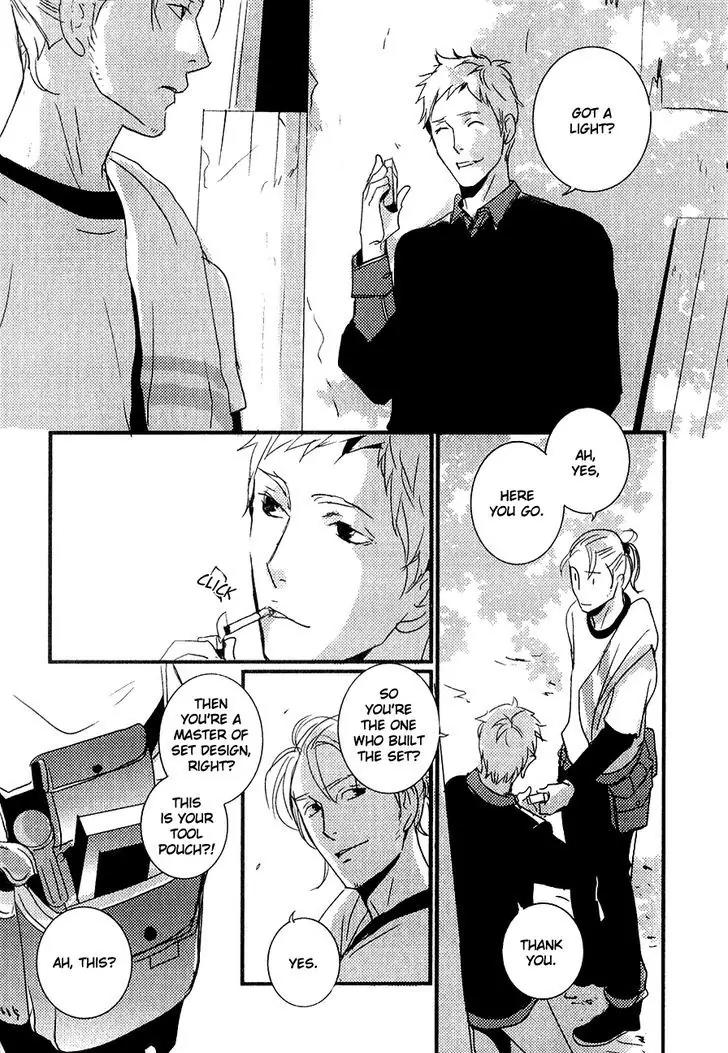 GOT A
LIGHT?
AH,
YES,
HERE
YOU GO.
THANK
YOU.
CLICK
SO
YOU'RE
THE ONE
WHO BUILT
THE SET?
YES.
THEN
YOU'RE A
MASTER OF
SET DESIGN,
RIGHT?
THIS
IS YOUR
TOOL
POUCH?!
AH, THIS?